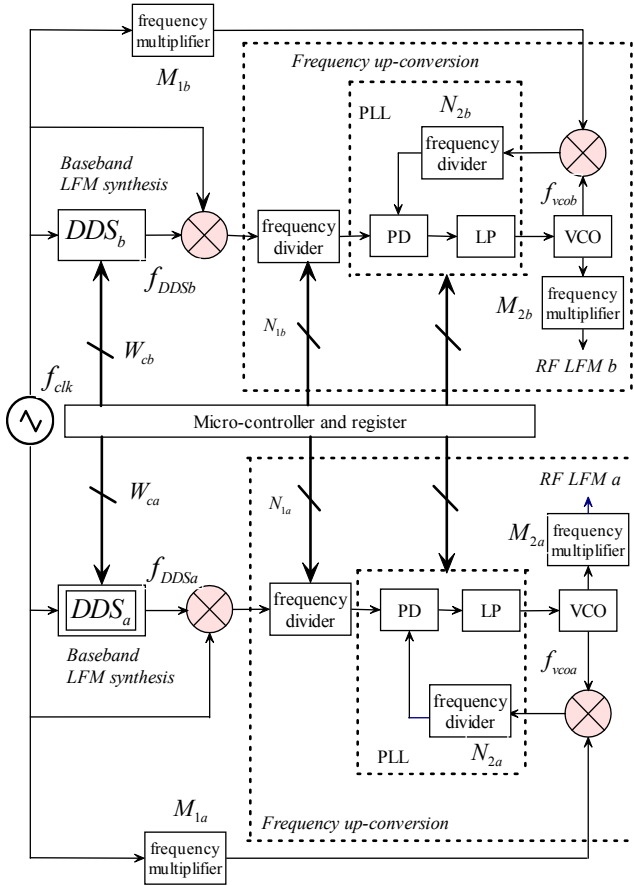 frequency
multiplier
M1b
Frequency up-conversion
PLL
N2b
frequency
divider
Baseband
LFM synthesis
fvcob
DDSb
frequency
divider
PD
LP
VCO
fDDSb
M2b
frequency
multiplier
N1b
Wcb
RF LFM b
fclk
Micro-controller and register
Wca
N1a
RF LFM a
M2a
frequency
multiplier
fDDSa
DDSa
frequency
divider
PD
LP
VCO
Baseband
LFM synthesis
fvcoa
frequency
divider
PLL
N2a
M1a
Frequency up-conversion
frequency
multiplier